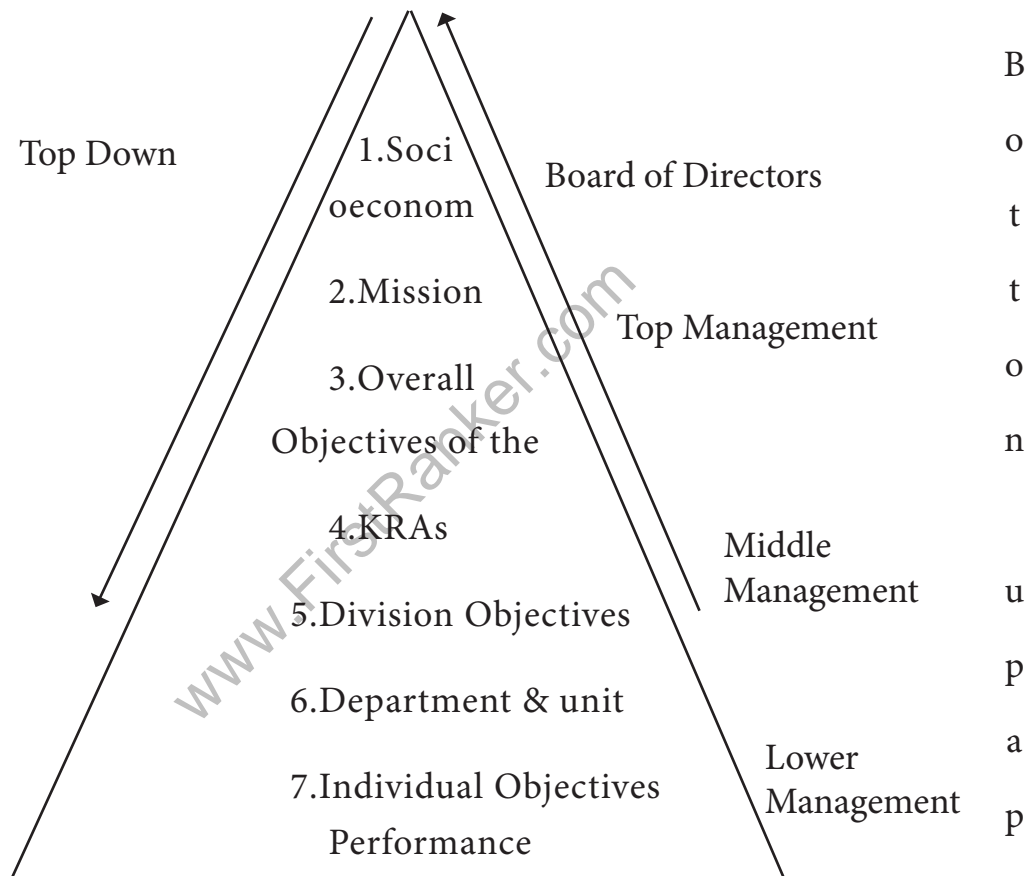 Top Down
1.Soci
oeconom
2.Mission
3.Overall
Objectives of the
4.KRAs
5.Division Objectives
6.Department & unit
7.Individual Objectives
Performance
Board of Directors
Top Management
Middle
Management
Lower
Management
B
o
t
t
o
n
u
p
a
p
www.FirstRanker.com